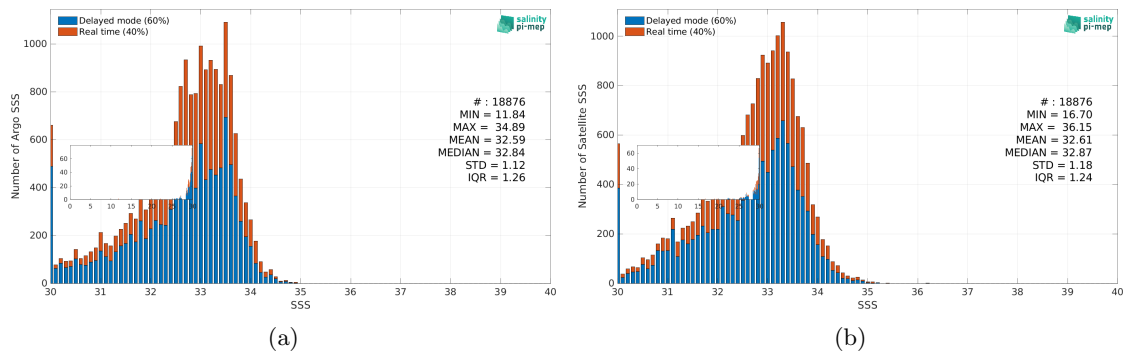 Delayed mode (60%)
Real time (40%)
salinity
pi-mep
Number of Argo SSS
1000
800
600
400
200
0
# : 18876
MIN = 11.84
MAX = 34.89
MEAN = 32.59
MEDIAN = 32.84
STD = 1.12
IQR = 1.26
60
40
20
0
0 5 10 15 20 25 30
30 31 32 33 34 35 36 37 38 39 40
SSS
(a)
Delayed mode (60%)
Real time (40%)
salinity
pi-mep
Number of Satellite SSS
1000
800
600
400
200
0
# : 18876
MIN = 16.70
MAX = 36.15
MEAN = 32.61
MEDIAN = 32.87
STD = 1.18
IQR = 1.24
60
40
20
0
0 5 10 15 20 25 30
30 31 32 33 34 35 36 37 38 39 40
SSS
(b)